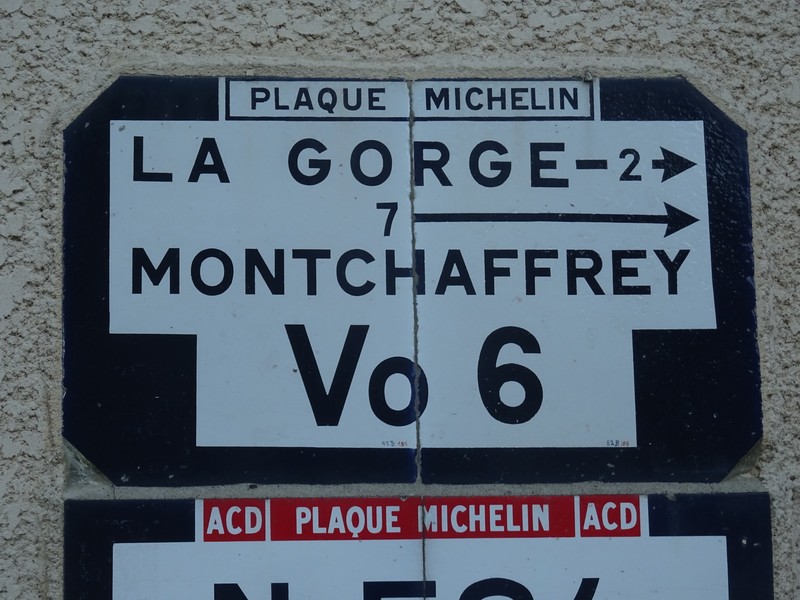 PLAQUE MICHELIN
LA GORGE-2
7
MONTCHAFFREY
Vo 6
ACD PLAQUE MICHELIN ACD